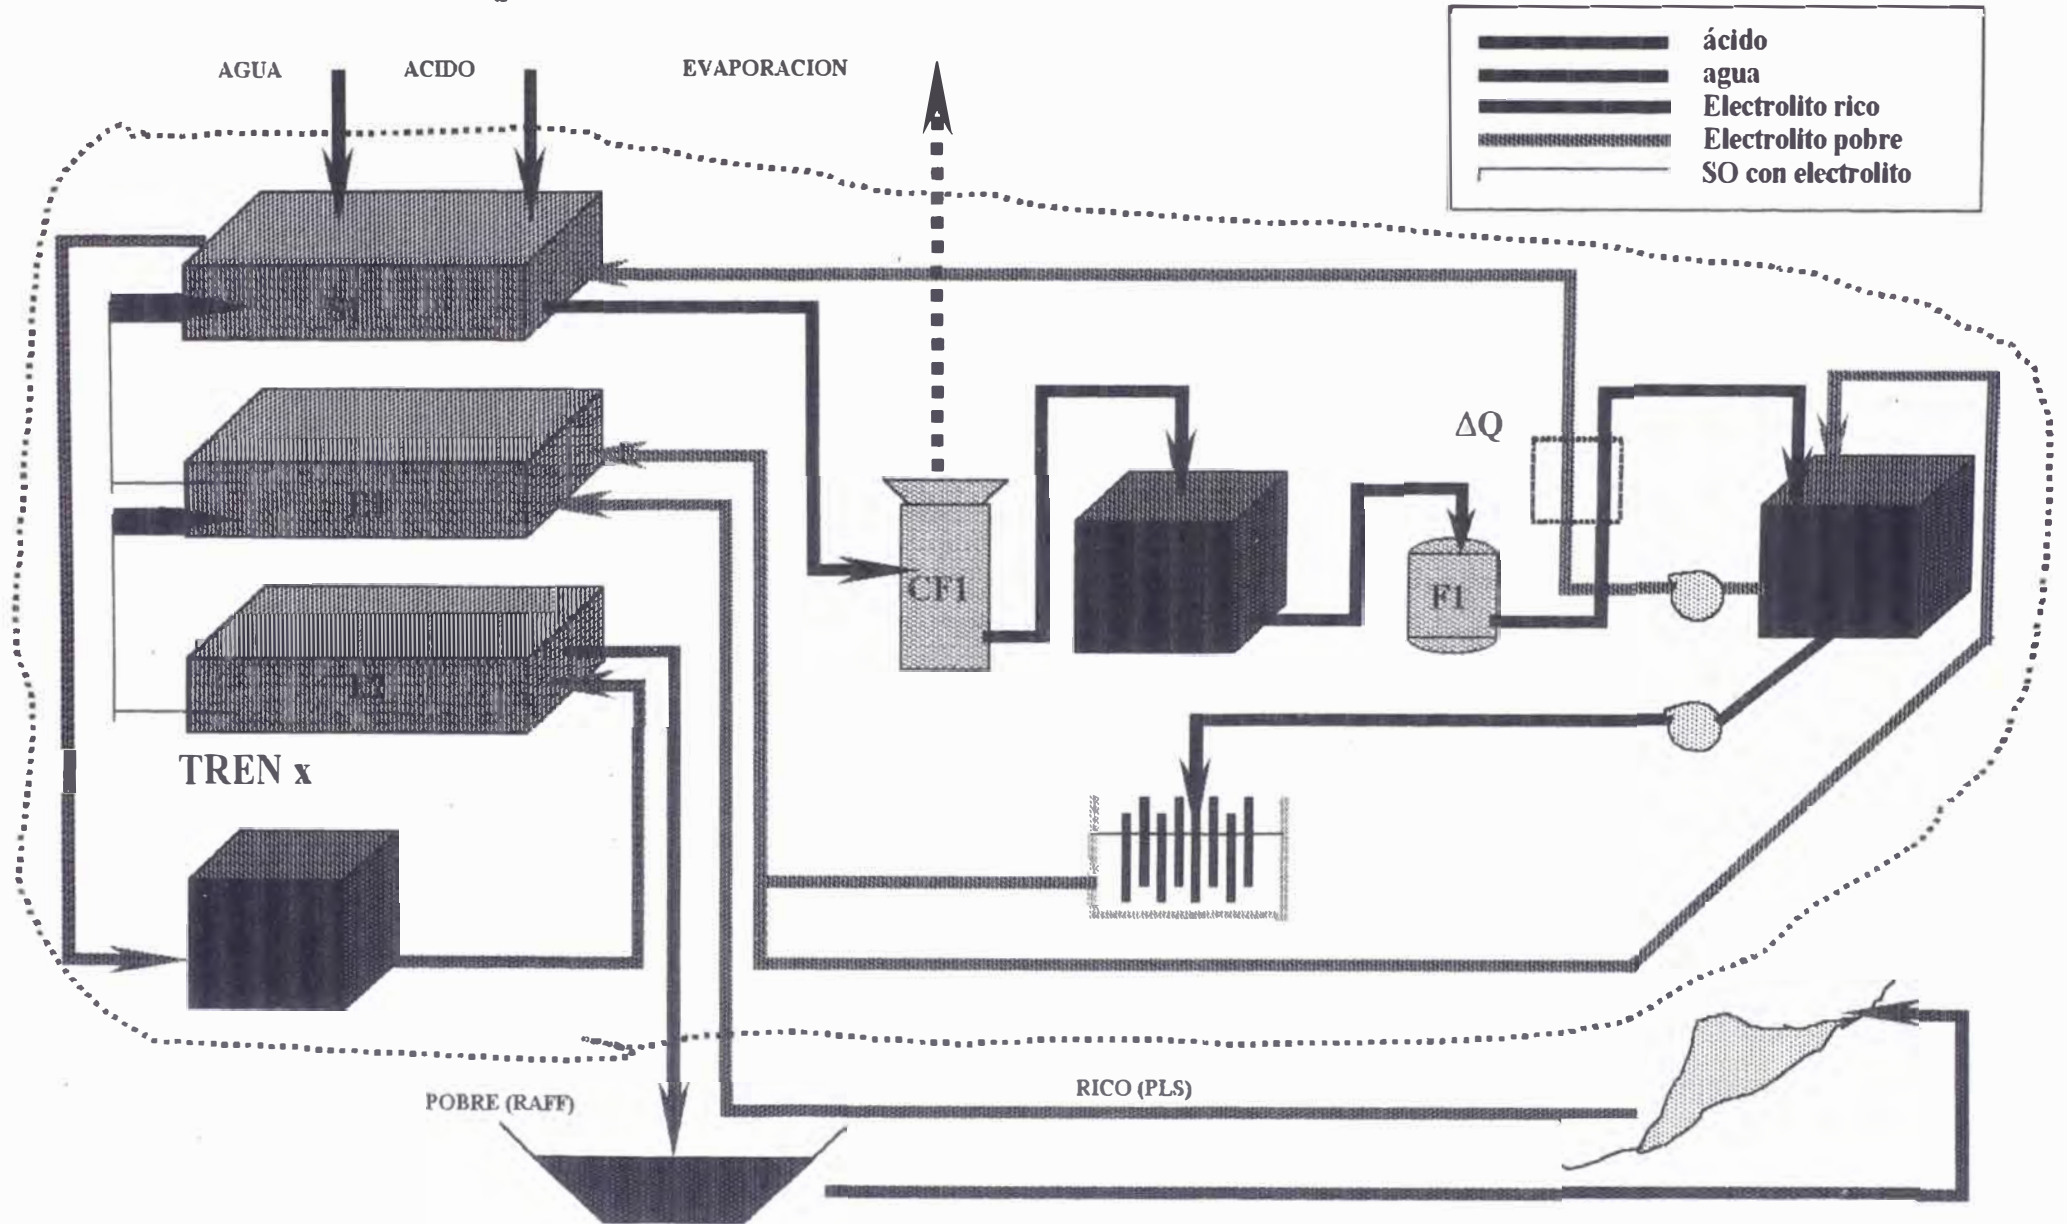 AGUA
ACIDO
EVAPORACION
ácido
agua
Electrolito rico
Electrolito pobre
SO con electrolito
ΔQ
CF1
F1
TREN x
POBRE (RAFF)
RICO (PLS)